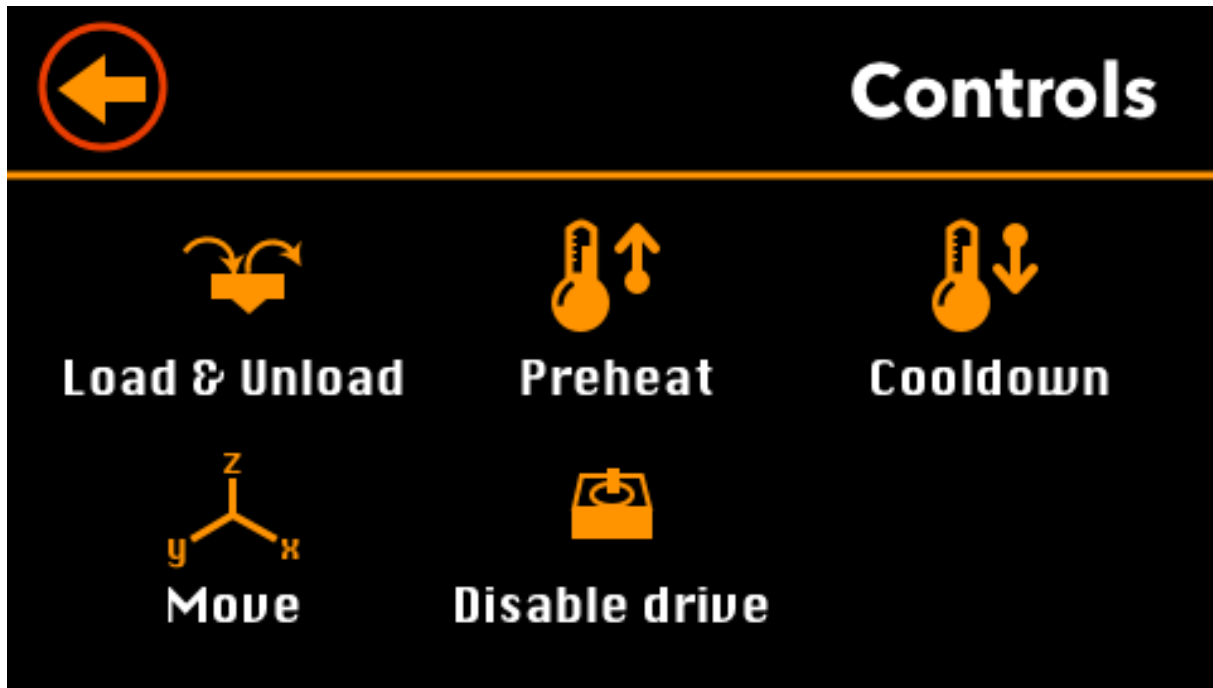 Controls
Load & Unload
Preheat
Cooldown
z
y
x
Move
Disable drive